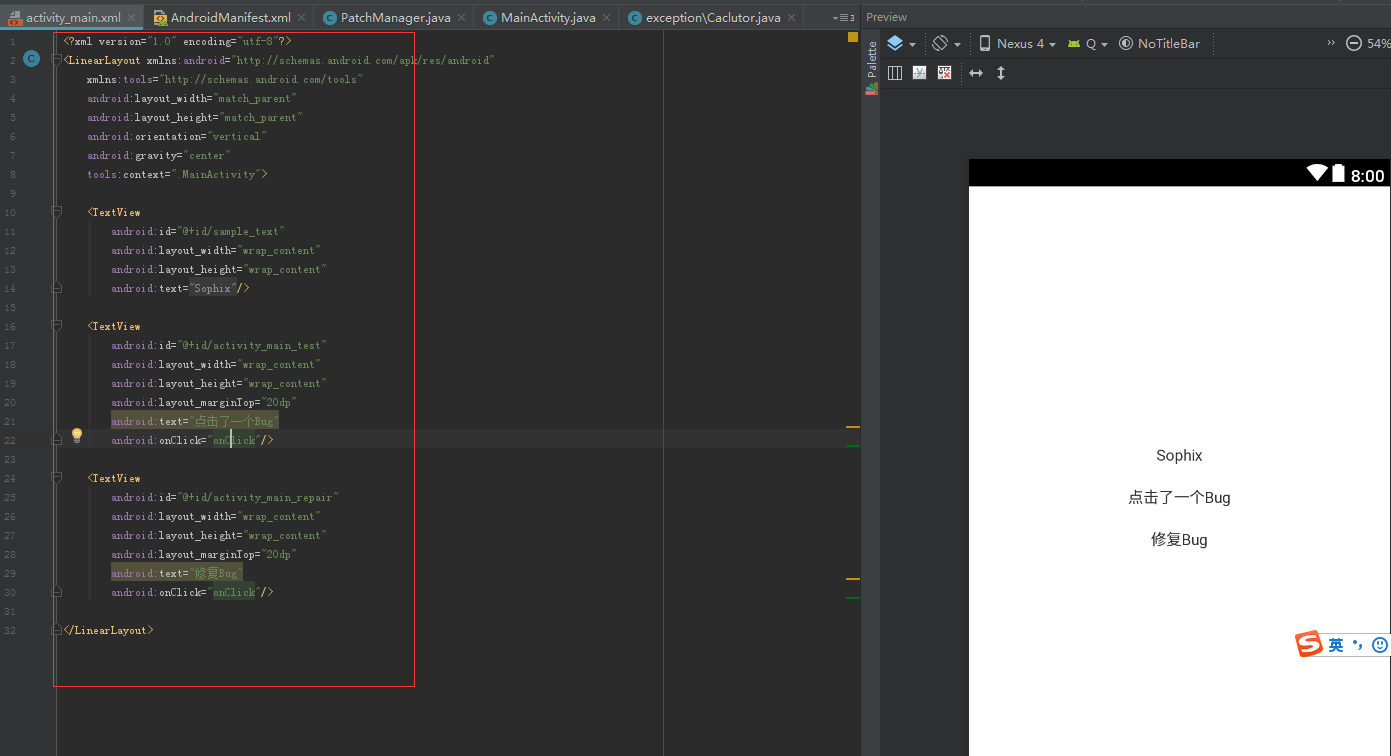 activity_main.xml AndroidManifest.xml PatchManager.java MainActivity.java exception\Caclutor.java 3 Preview
Palette
Nexus 4 Q NoTitleBar 54%
8:00
1 <?xml version="1.0" encoding="utf-8"?>
2 <LinearLayout xmlns:android="http://schemas.android.com/apk/res/android"
3 xmlns:tools="http://schemas.android.com/tools"
4 android:layout_width="match_parent"
5 android:layout_height="match_parent"
6 android:orientation="vertical"
7 android:gravity="center"
8 tools:context=".MainActivity">
9
10 <TextView
11 android:id="@+id/sample_text"
12 android:layout_width="wrap_content"
13 android:layout_height="wrap_content"
14 android:text="Sophix"/>
15
16 <TextView
17 android:id="@+id/activity_main_test"
18 android:layout_width="wrap_content"
19 android:layout_height="wrap_content"
20 android:layout_marginTop="20dp"
21 android:text="点击了一个Bug"
22 android:onClick="onClick"/>
23
24 <TextView
25 android:id="@+id/activity_main_repair"
26 android:layout_width="wrap_content"
27 android:layout_height="wrap_content"
28 android:layout_marginTop="20dp"
29 android:text="修复Bug"
30 android:onClick="onClick"/>
31
32 </LinearLayout>
Sophix
点击了一个Bug
修复Bug
S 英